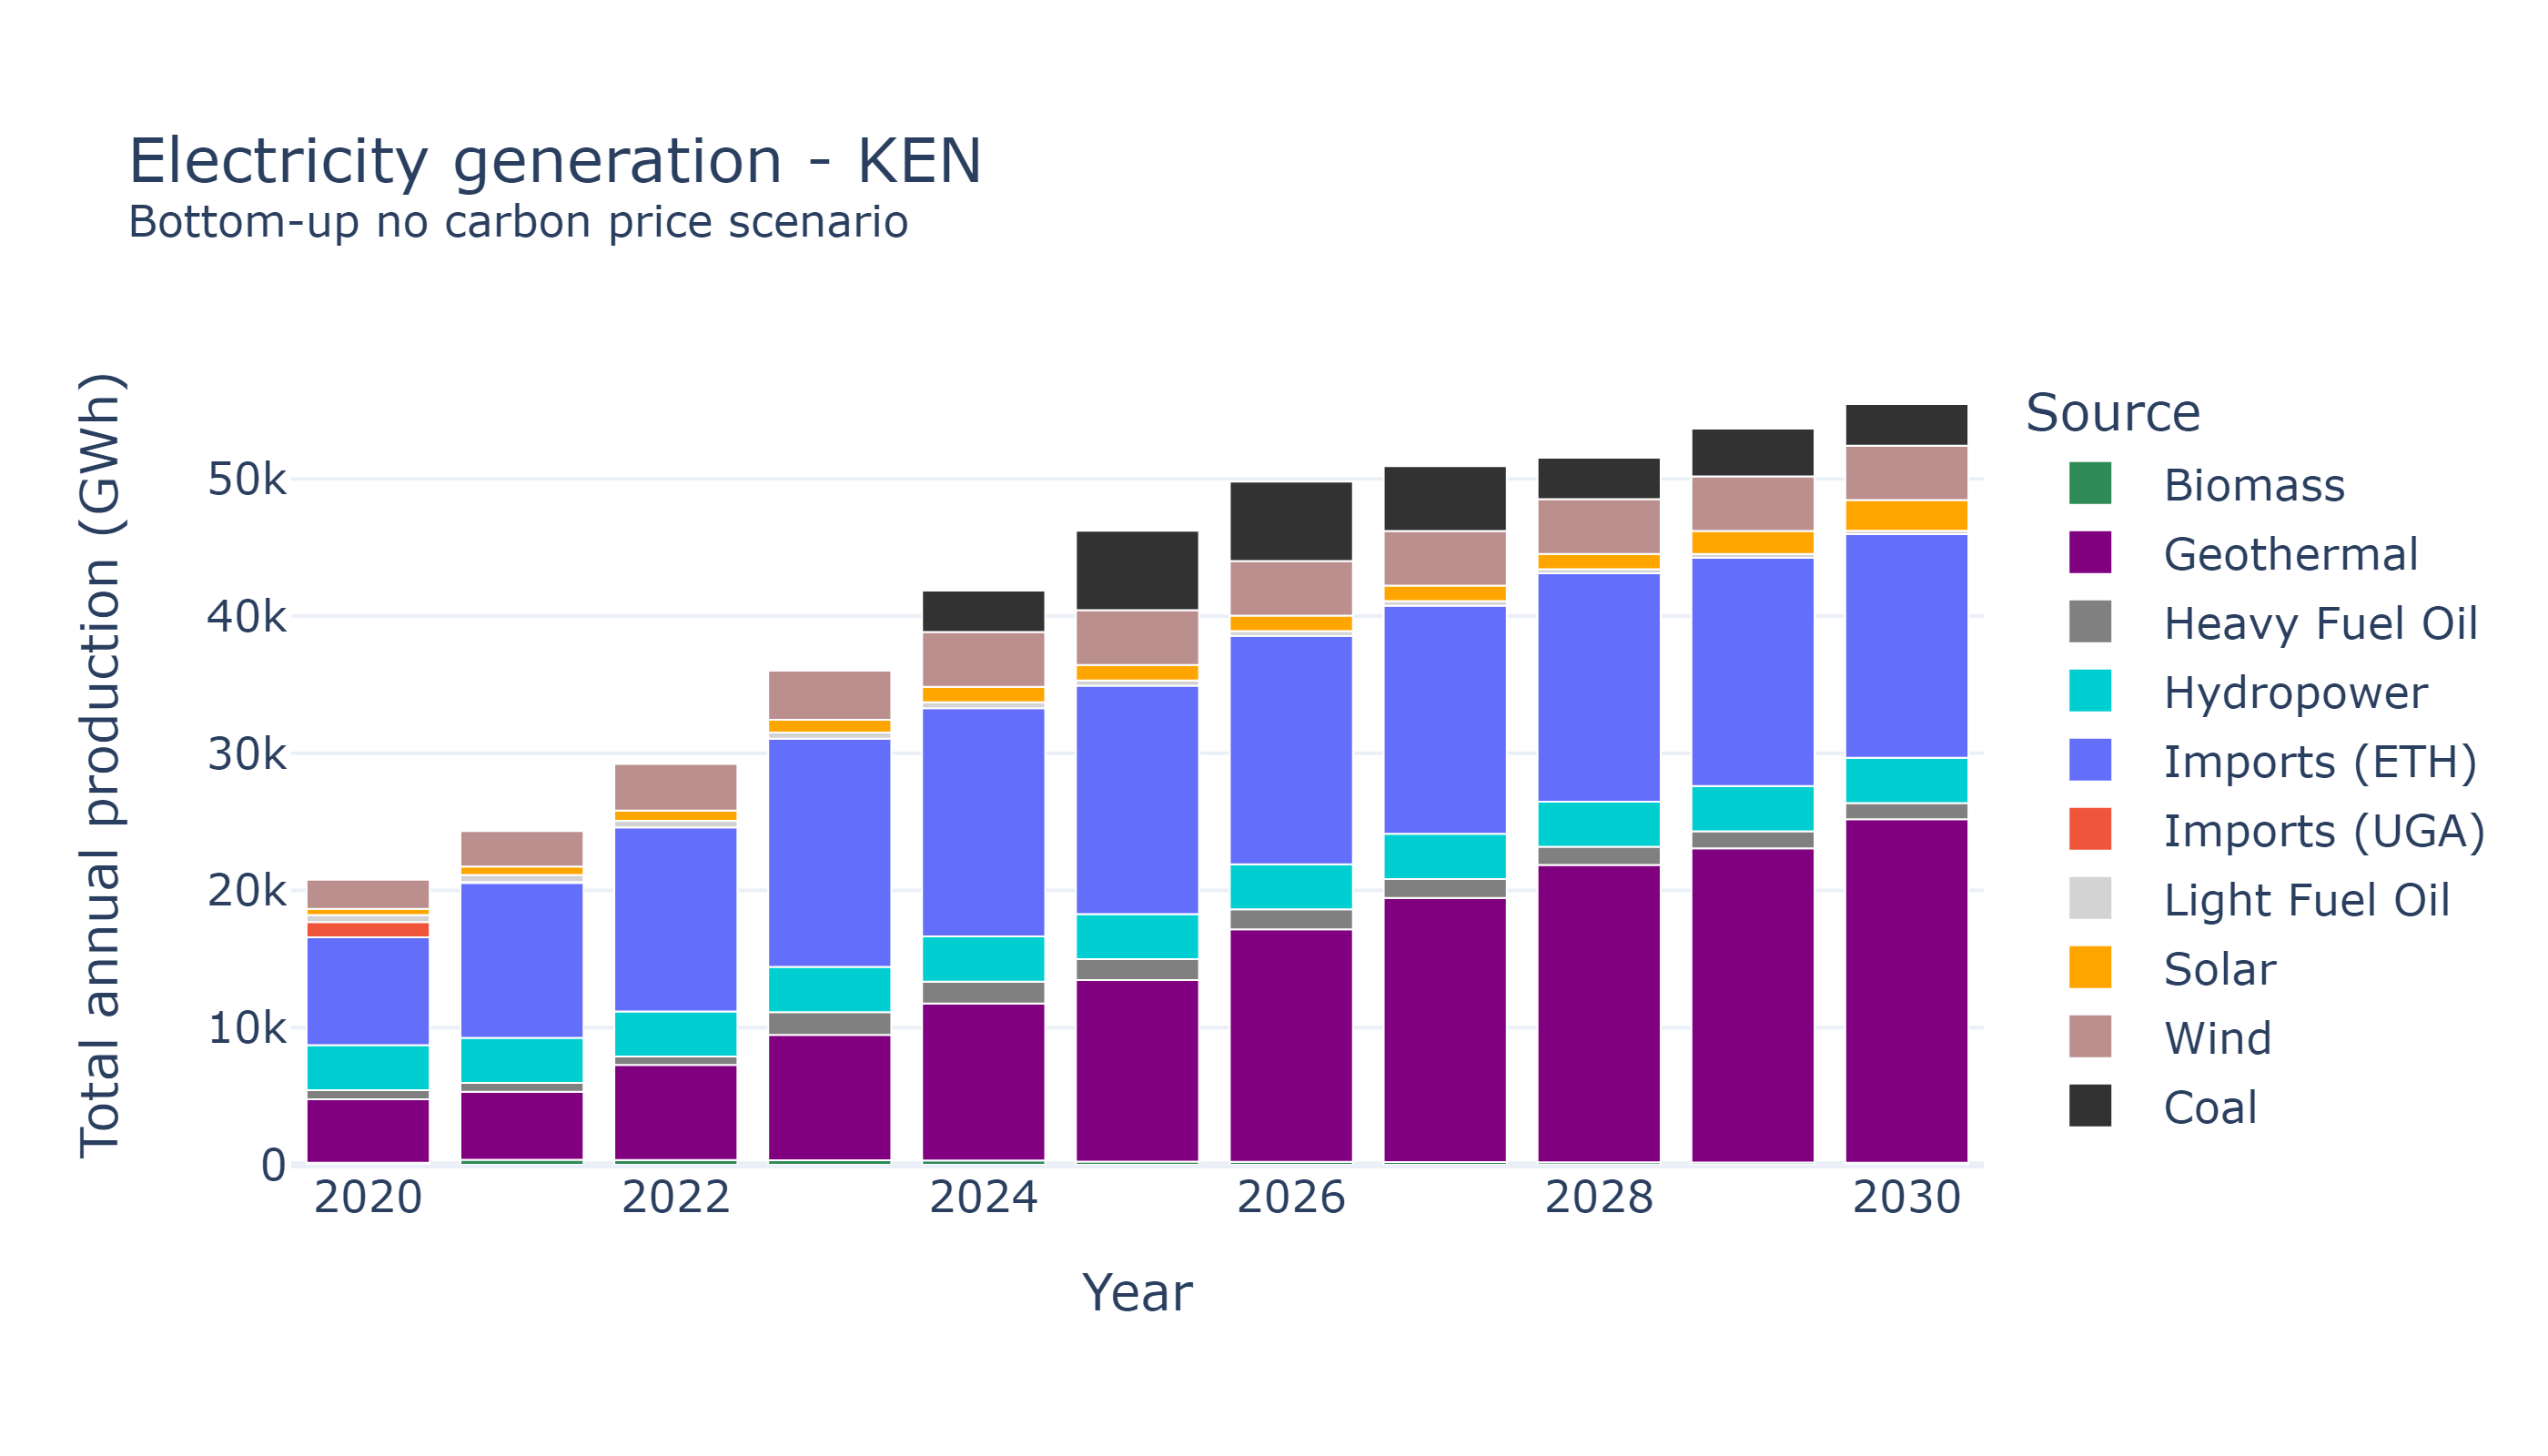 Electricity generation - KEN
Bottom-up no carbon price scenario
Total annual production (GWh)
50k
40k
30k
20k
10k
0
2020
2022
2024
2026
2028
2030
Year
Source
Biomass
Geothermal
Heavy Fuel Oil
Hydropower
Imports (ETH)
Imports (UGA)
Light Fuel Oil
Solar
Wind
Coal